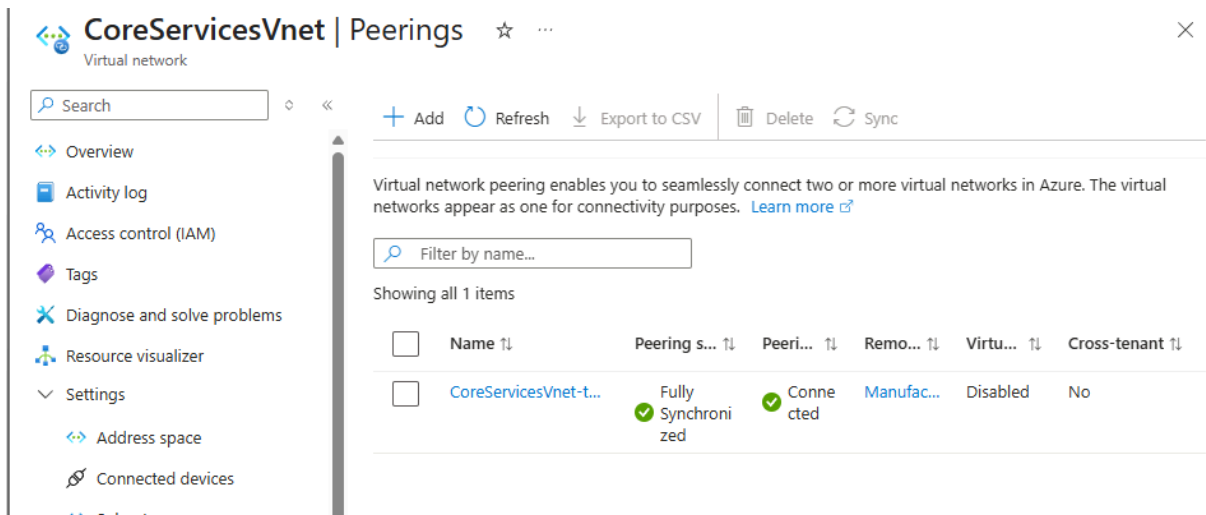 CoreServicesVnet | Peerings
Virtual network
Search
Add
Refresh
Export to CSV
Delete
Sync
Overview
Activity log
Access control (IAM)
Tags
Diagnose and solve problems
Resource visualizer
Settings
Address space
Connected devices
Virtual network peering enables you to seamlessly connect two or more virtual networks in Azure. The virtual
networks appear as one for connectivity purposes. Learn more
Filter by name...
Showing all 1 items
Name Peering s... Peeri... Remo... Virtu... Cross-tenant
CoreServicesVnet-t... Fully Conne Manufac... Disabled No
Synchroni cted
zed